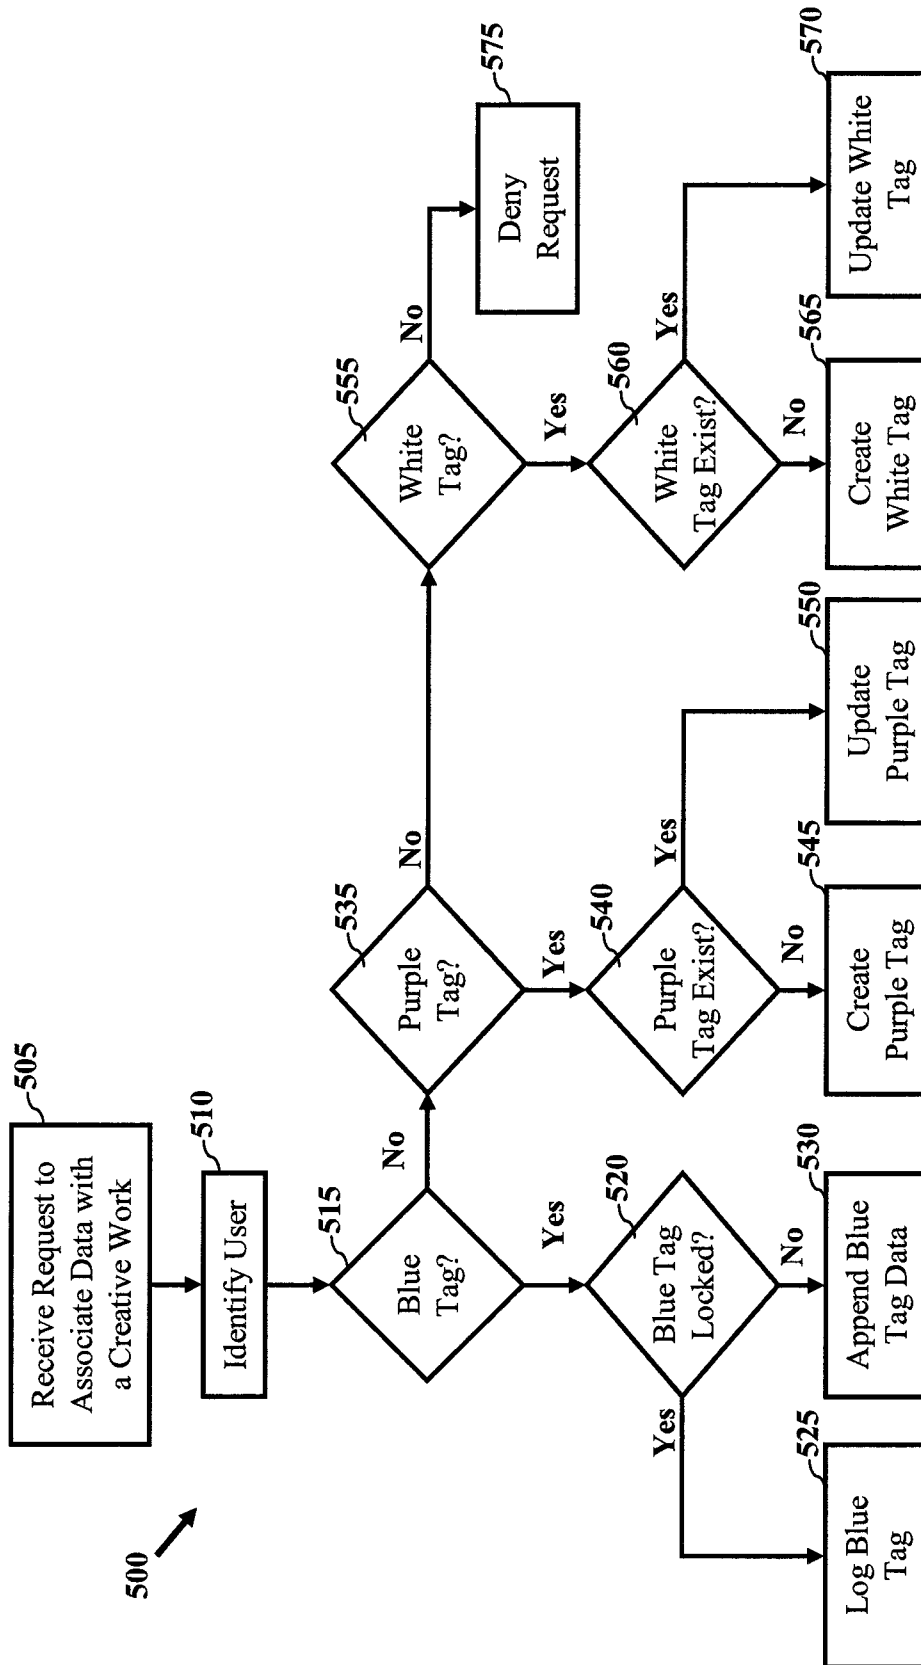 500
505
Receive Request to
Associate Data with
a Creative Work
510
Identify User
515
Blue
Tag?
No
Yes
520
Blue Tag
Locked?
Yes
No
525
Log Blue
Tag
530
Append Blue
Tag Data
535
Purple
Tag?
No
Yes
540
Purple
Tag Exist?
Yes
No
545
Create
Purple Tag
550
Update
Purple Tag
555
White
Tag?
No
Yes
575
Deny
Request
560
White
Tag Exist?
Yes
No
565
Create
White Tag
570
Update White
Tag